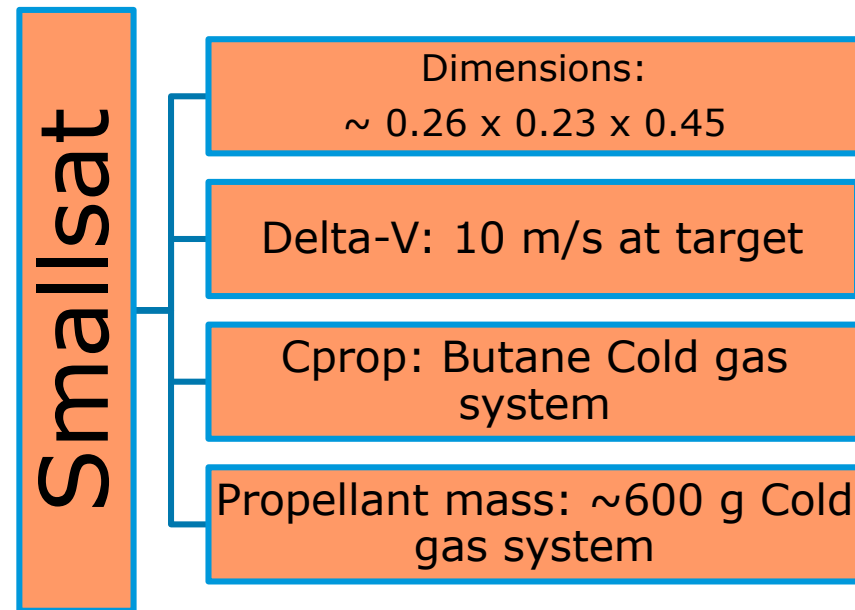 Smallsat
Dimensions:
~ 0.26 x 0.23 x 0.45
Delta-V: 10 m/s at target
Cprop: Butane Cold gas
system
Propellant mass: ~600 g Cold
gas system